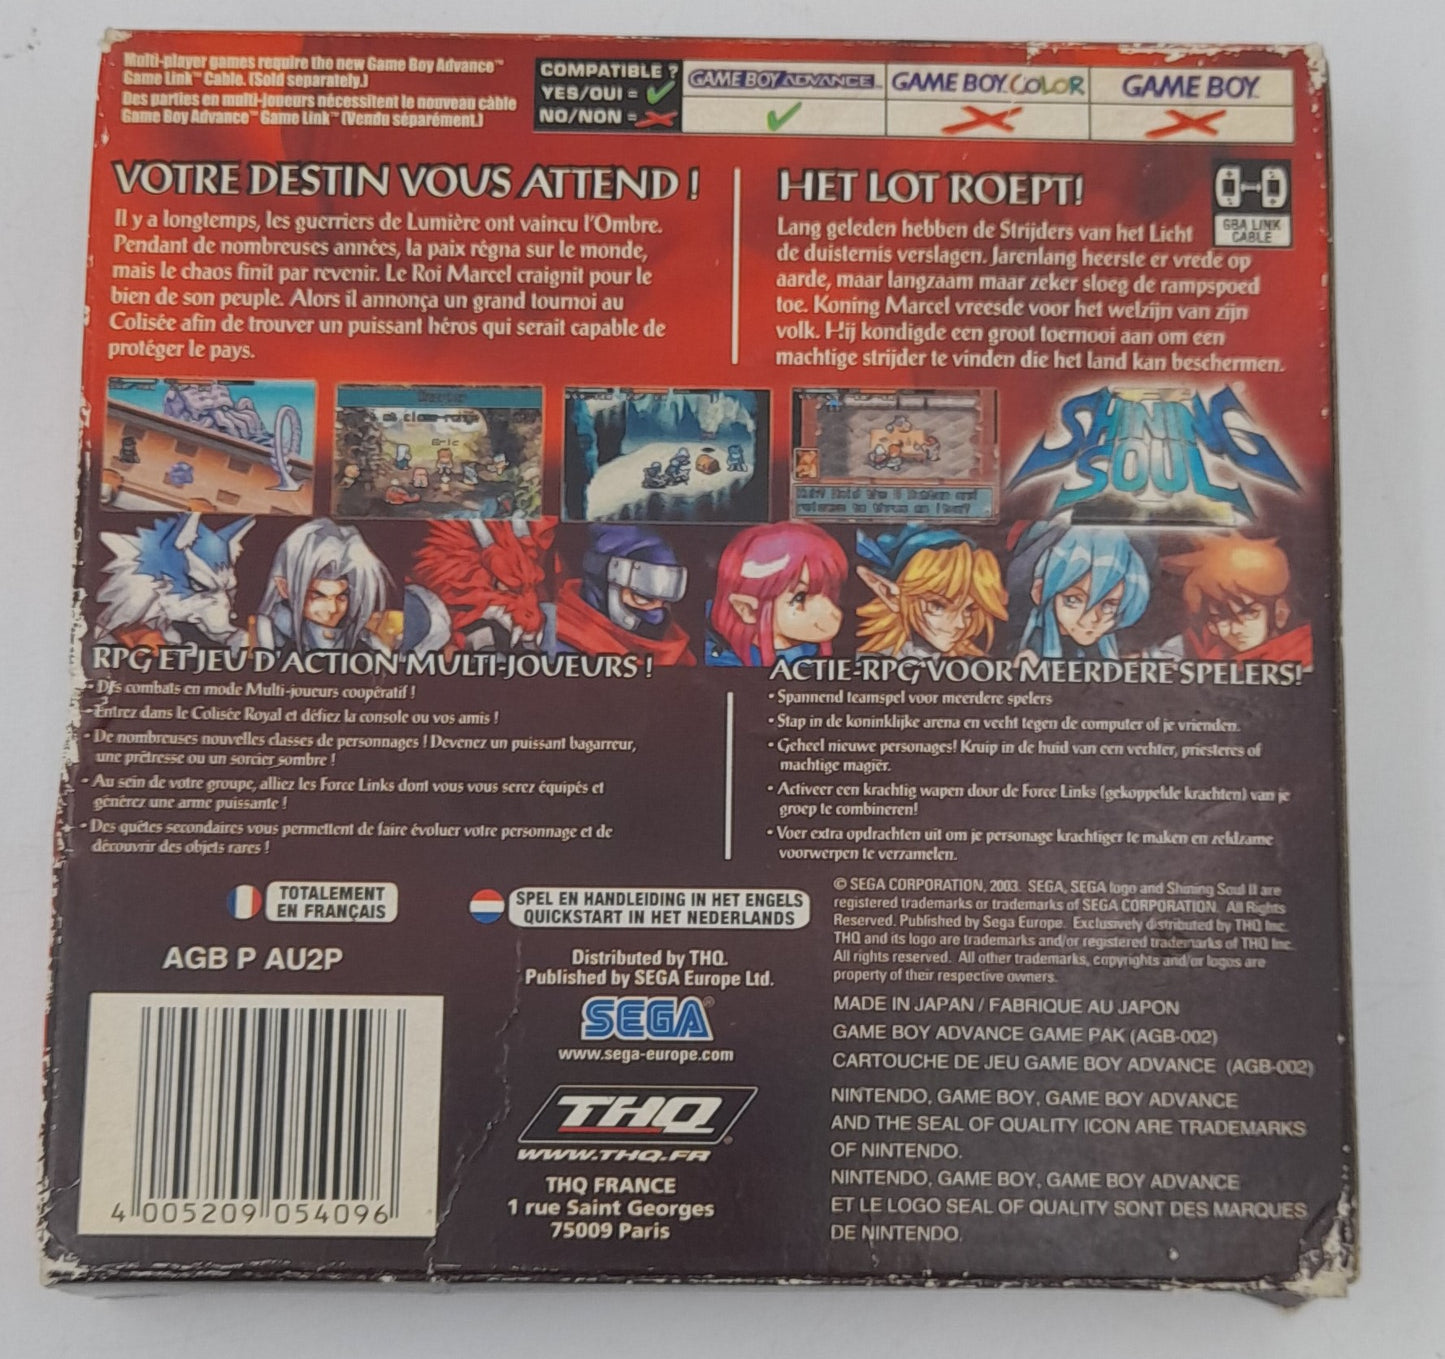 Multi-player games require the new Game Boy Advance™
Game Link™ Cable. (Sold separately.)
Des parties en multi-joueurs nécessitent le nouveau câble
Game Boy Advance™ Game Link™ (Vendu séparément.)
COMPATIBLE ?
YES/OUI =
NO/NON =
GAME BOY ADVANCE
GAME BOY COLOR
GAME BOY
VOTRE DESTIN VOUS ATTEND !
Il y a longtemps, les guerriers de Lumière ont vaincu l'Ombre.
Pendant de nombreuses années, la paix régna sur le monde,
mais le chaos finit par revenir. Le Roi Marcel craignit pour le
bien de son peuple. Alors il annonça un grand tournoi au
Colisée afin de trouver un puissant héros qui serait capable de
protéger le pays.
HET LOT ROEPT!
GBA LINK
CABLE
Lang geleden hebben de Strijders van het Licht
de duisternis verslagen. Jarenlang heerste er vrede op
aarde, maar langzaam maar zeker sloeg de rampspoed
toe. Koning Marcel vreesde voor het welzijn van zijn
volk. Hij kondigde een groot toernooi aan om een
machtige strijder te vinden die het land kan beschermen.
at close-range
Eric
Hold the R Button and
release to throw an item
SHINING
SOUL
RPG ET JEU D'ACTION MULTI-JOUEURS !
- Des combats en mode Multi-joueurs coopératif !
- Entrez dans le Colisée Royal et défiez la console ou vos amis !
- De nombreuses nouvelles classes de personnages ! Devenez un puissant bagarreur,
une prêtresse ou un sorcier sombre !
- Au sein de votre groupe, alliez les Force Links dont vous vous serez équipés et
générez une arme puissante !
- Des quêtes secondaires vous permettent de faire évoluer votre personnage et de
découvrir des objets rares !
ACTIE-RPG VOOR MEERDERE SPELERS!
• Spannend teamspel voor meerdere spelers
• Stap in de koninklijke arena en vecht tegen de computer of je vrienden.
• Geheel nieuwe personages! Kruip in de huid van een vechter, priesteres of
machtige magiër.
• Activeer een krachtig wapen door de Force Links (gekoppelde krachten) van je
groep te combineren!
• Voer extra opdrachten uit om je personage krachtiger te maken en zeldzame
voorwerpen te verzamelen.
TOTALEMENT
EN FRANÇAIS
SPEL EN HANDLEIDING IN HET ENGELS
QUICKSTART IN HET NEDERLANDS
AGB P AU2P
Distributed by THQ.
Published by SEGA Europe Ltd.
SEGA®
www.sega-europe.com
THQ®
WWW.THQ.FR
THQ FRANCE
1 rue Saint Georges
75009 Paris
4 005209 054096
© SEGA CORPORATION, 2003. SEGA, SEGA logo and Shining Soul II are
registered trademarks or trademarks of SEGA CORPORATION. All Rights
Reserved. Published by Sega Europe. Exclusively distributed by THQ Inc.
THQ and its logo are trademarks and/or registered trademarks of THQ Inc.
All rights reserved. All other trademarks, copyrights and/or logos are
property of their respective owners.
MADE IN JAPAN / FABRIQUE AU JAPON
GAME BOY ADVANCE GAME PAK (AGB-002)
CARTOUCHE DE JEU GAME BOY ADVANCE (AGB-002)
NINTENDO, GAME BOY, GAME BOY ADVANCE
AND THE SEAL OF QUALITY ICON ARE TRADEMARKS
OF NINTENDO.
NINTENDO, GAME BOY, GAME BOY ADVANCE
ET LE LOGO SEAL OF QUALITY SONT DES MARQUES
DE NINTENDO.